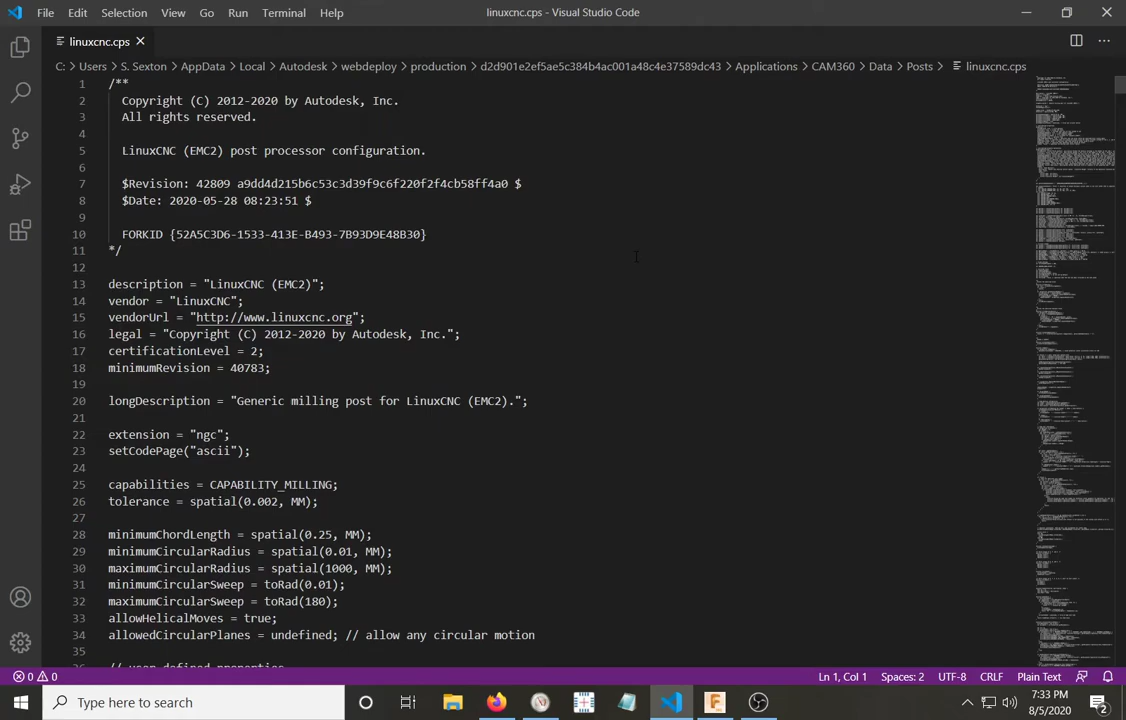 File Edit Selection View Go Run Terminal Help linuxcnc.cps - Visual Studio Code
linuxcnc.cps
C: > Users > S. Sexton > AppData > Local > Autodesk > webdeploy > production > d2d901e2ef5ae5c384b4ac001a48c4e37589dc43 > Applications > CAM360 > Data > Posts > linuxcnc.cps
1 /**
2 Copyright (C) 2012-2020 by Autodesk, Inc.
3 All rights reserved.
4
5 LinuxCNC (EMC2) post processor configuration.
6
7 $Revision: 42809 a9dd4d215b6c53c3d39f9c6f220f2f4cb58ff4a0 $
8 $Date: 2020-05-28 08:23:51 $
9
10 FORKID {52A5C3D6-1533-413E-B493-7B93D9E48B30}
11 */
12
13 description = "LinuxCNC (EMC2)";
14 vendor = "LinuxCNC";
15 vendorUrl = "http://www.linuxcnc.org";
16 legal = "Copyright (C) 2012-2020 by Autodesk, Inc.";
17 certificationLevel = 2;
18 minimumRevision = 40783;
19
20 longDescription = "Generic milling post for LinuxCNC (EMC2).";
21
22 extension = "ngc";
23 setCodePage("ascii");
24
25 capabilities = CAPABILITY_MILLING;
26 tolerance = spatial(0.002, MM);
27
28 minimumChordLength = spatial(0.25, MM);
29 minimumCircularRadius = spatial(0.01, MM);
30 maximumCircularRadius = spatial(1000, MM);
31 minimumCircularSweep = toRad(0.01);
32 maximumCircularSweep = toRad(180);
33 allowHelicalMoves = true;
34 allowedCircularPlanes = undefined; // allow any circular motion
35
36 // user-defined properties
0 0 Ln 1, Col 1 Spaces: 2 UTF-8 CRLF Plain Text
Type here to search
7:33 PM
8/5/2020
2